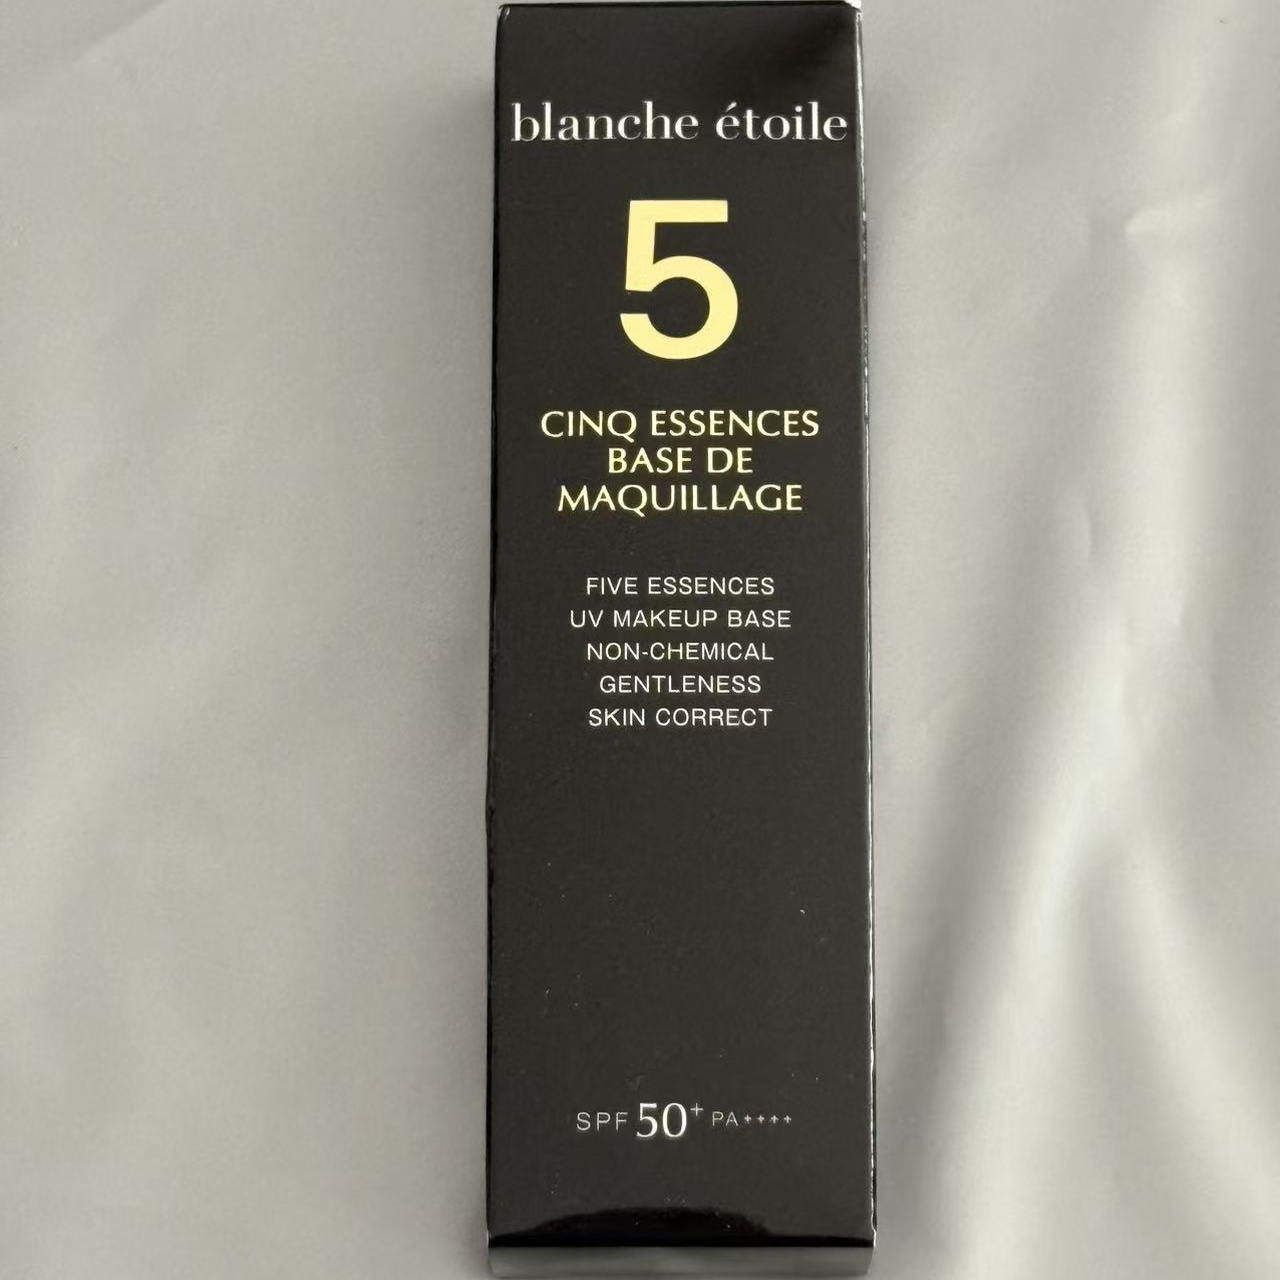 blanche étoile
5
CINQ ESSENCES
BASE DE
MAQUILLAGE
FIVE ESSENCES
UV MAKEUP BASE
NON-CHEMICAL
GENTLENESS
SKIN CORRECT
SPF 50+ PA++++